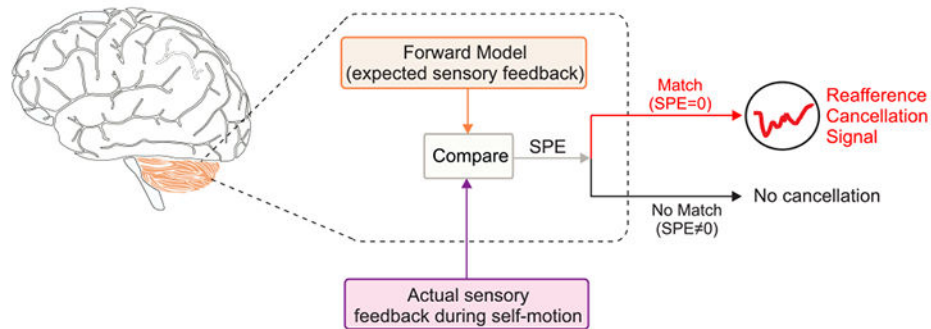 Forward Model
(expected sensory feedback)
Match
(SPE=0)
Reafference
Cancellation
Signal
Compare
SPE
No Match
(SPE≠0)
No cancellation
Actual sensory
feedback during self-motion